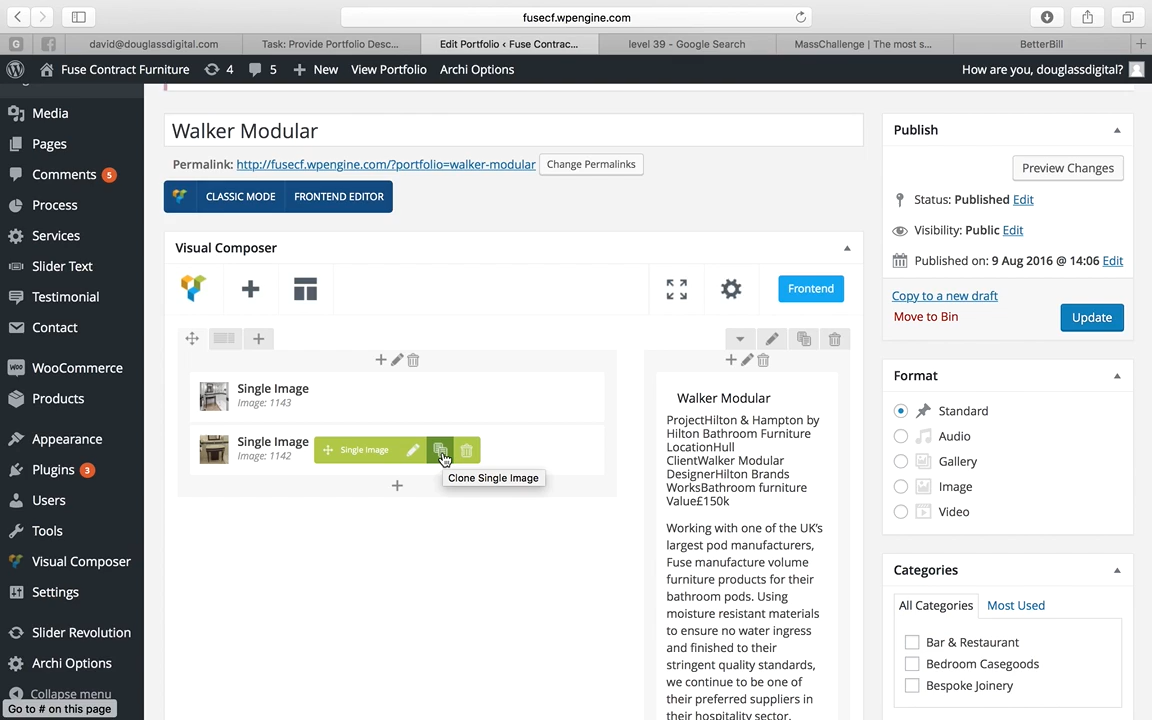 fusecf.wpengine.com
G
david@douglassdigital.com
Task: Provide Portfolio Desc...
Edit Portfolio ‹ Fuse Contrac...
level 39 - Google Search
MassChallenge | The most s...
BetterBill
Fuse Contract Furniture
4
5
New
View Portfolio
Archi Options
How are you, douglassdigital?
Media
Pages
Comments 5
Process
Services
Slider Text
Testimonial
Contact
WooCommerce
Products
Appearance
Plugins 3
Users
Tools
Visual Composer
Settings
Slider Revolution
Archi Options
Collapse menu
Go to # on this page
Walker Modular
Permalink: http://fusecf.wpengine.com/?portfolio=walker-modular
Change Permalinks
CLASSIC MODE
FRONTEND EDITOR
Visual Composer
Frontend
Single Image
Image: 1143
Single Image
Image: 1142
Single Image
Clone Single Image
Walker Modular
ProjectHilton & Hampton by
Hilton Bathroom Furniture
LocationHull
ClientWalker Modular
DesignerHilton Brands
WorksBathroom furniture
Value£150k
Working with one of the UK's
largest pod manufacturers,
Fuse manufacture volume
furniture products for their
bathroom pods. Using
moisture resistant materials
to ensure no water ingress
and finished to their
stringent quality standards,
we continue to be one of
their preferred suppliers in
their hospitality sector.
Publish
Preview Changes
Status: Published Edit
Visibility: Public Edit
Published on: 9 Aug 2016 @ 14:06 Edit
Copy to a new draft
Move to Bin
Update
Format
Standard
Audio
Gallery
Image
Video
Categories
All Categories
Most Used
Bar & Restaurant
Bedroom Casegoods
Bespoke Joinery